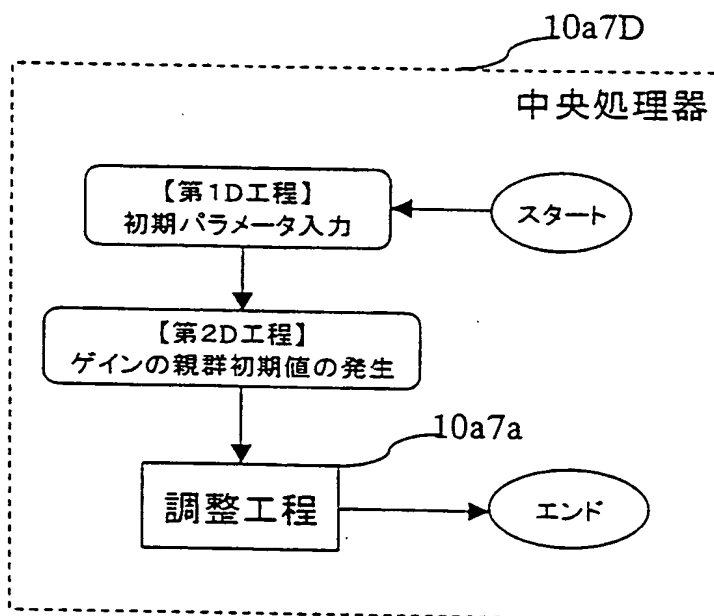 10a7D
中央処理器
【第1D工程】
初期パラメータ入力
スタート
【第2D工程】
ゲインの親群初期値の発生
10a7a
調整工程
エンド